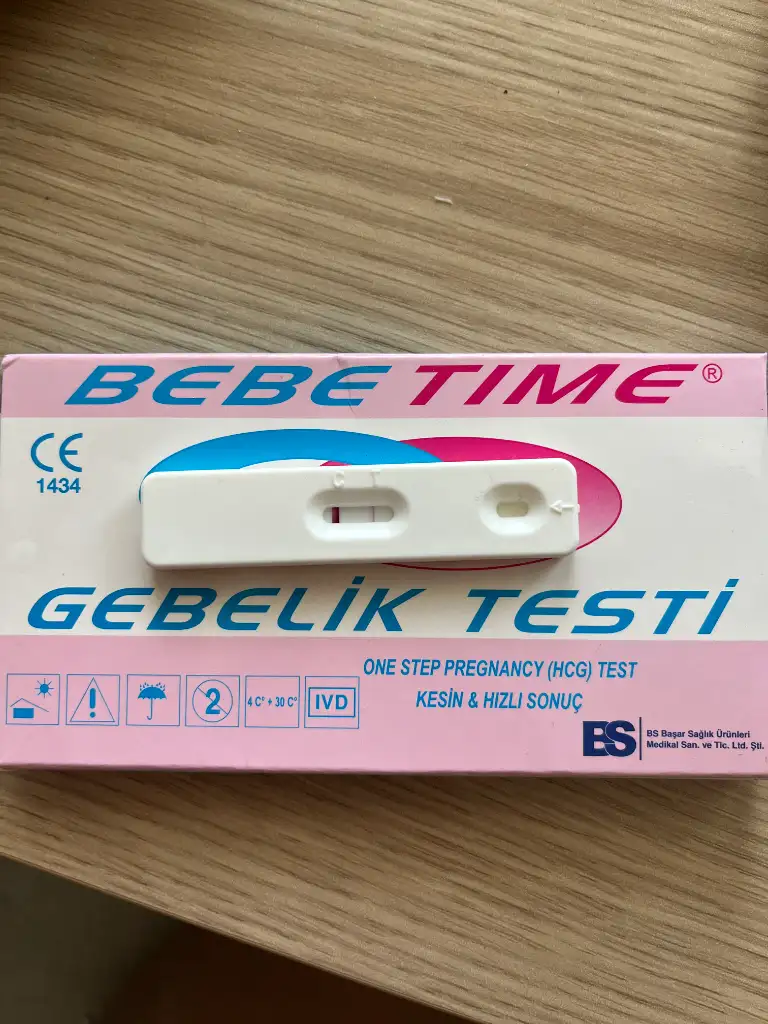 BEBE TIME®
CE
1434
C T
GEBELİK TESTİ
ONE STEP PREGNANCY (HCG) TEST
KESİN & HIZLI SONUÇ
2
4 C° + 30 C°
IVD
BS
BS Başar Sağlık Ürünleri
Medikal San. ve Tic. Ltd. Şti.